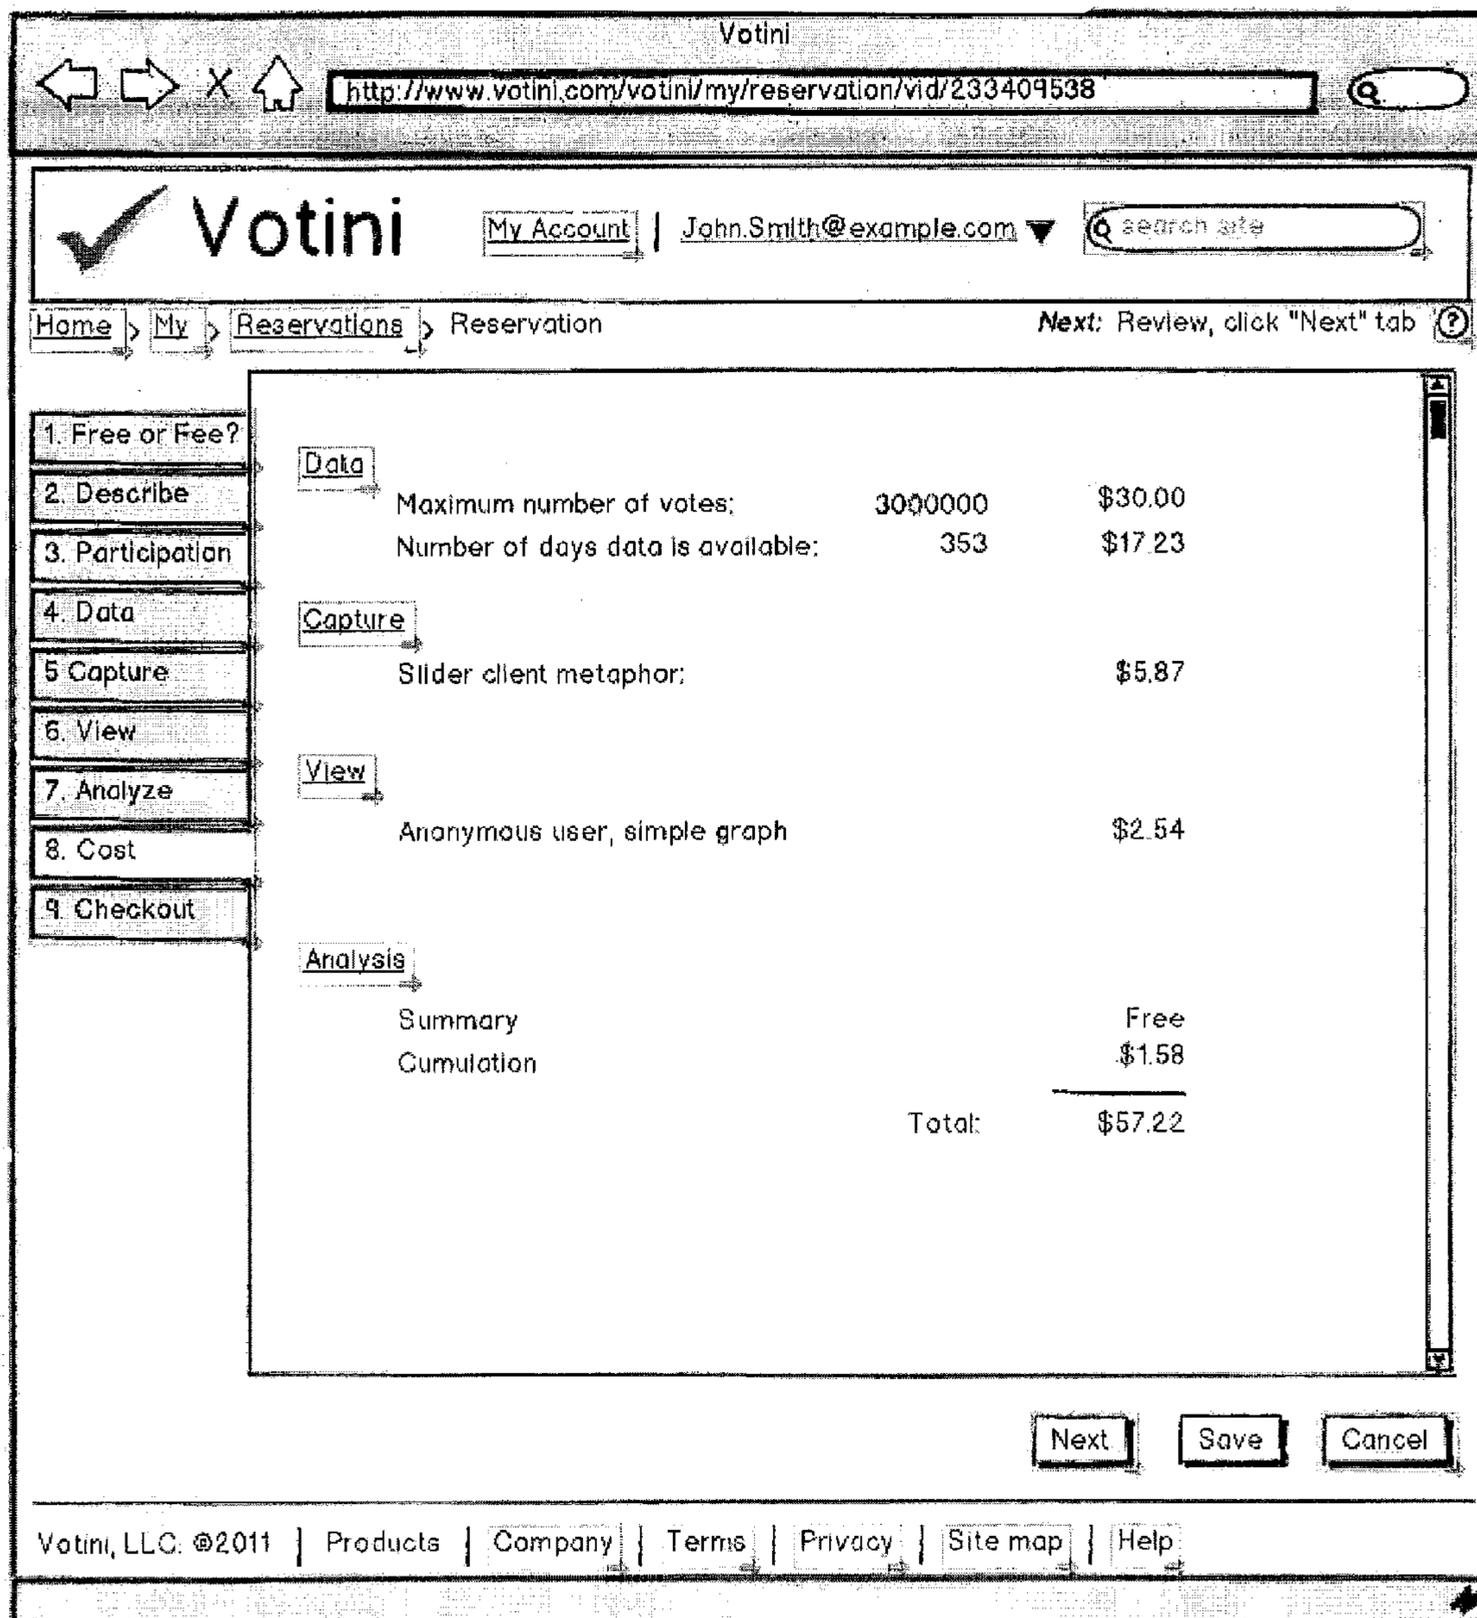 Votini
http://www.votini.com/votini/my/reservation/vid/233409538
Votini My Account | John.Smith@example.com search site
Home > My > Reservations > Reservation Next: Review, click "Next" tab ?
1. Free or Fee?
2. Describe
3. Participation
4. Data
5 Capture
6. View
7. Analyze
8. Cost
9. Checkout
Data
Maximum number of votes: 3000000 $30.00
Number of days data is available: 353 $17.23
Capture
Slider client metaphor: $5.87
View
Anonymous user, simple graph $2.54
Analysis
Summary Free
Cumulation $1.58
Total: $57.22
Next Save Cancel
Votini, LLC. ©2011 | Products | Company | Terms | Privacy | Site map | Help